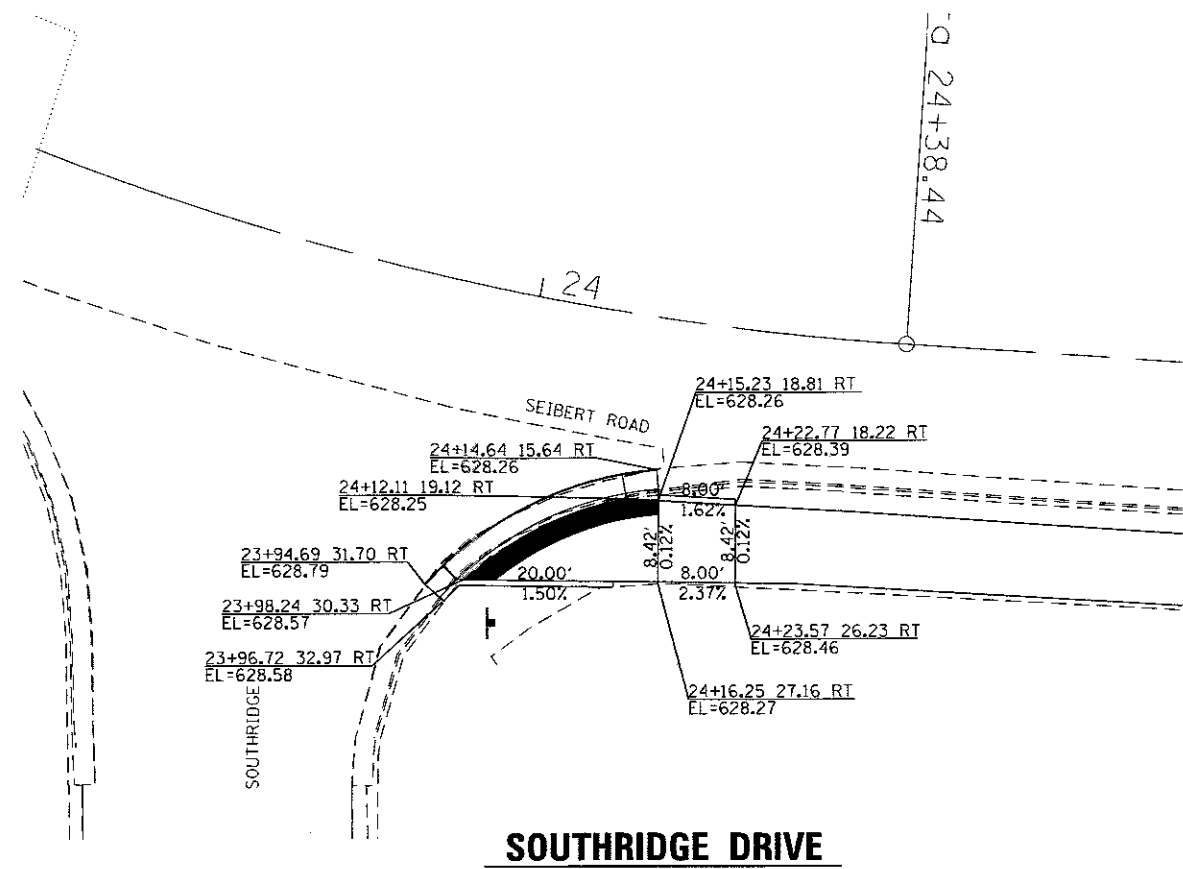 ta 24+38.44
24
SEIBERT ROAD
24+15.23 18.81 RT
EL=628.26
24+22.77 18.22 RT
EL=628.39
24+14.64 15.64 RT
EL=628.26
24+12.11 19.12 RT
EL=628.25
8.00'
1.62%
8.42'
0.12%
8.42'
0.12%
23+94.69 31.70 RT
EL=628.79
20.00'
1.50%
8.00'
2.37%
23+98.24 30.33 RT
EL=628.57
24+23.57 26.23 RT
EL=628.46
23+96.72 32.97 RT
EL=628.58
24+16.25 27.16 RT
EL=628.27
SOUTHRIDGE
SOUTHRIDGE DRIVE